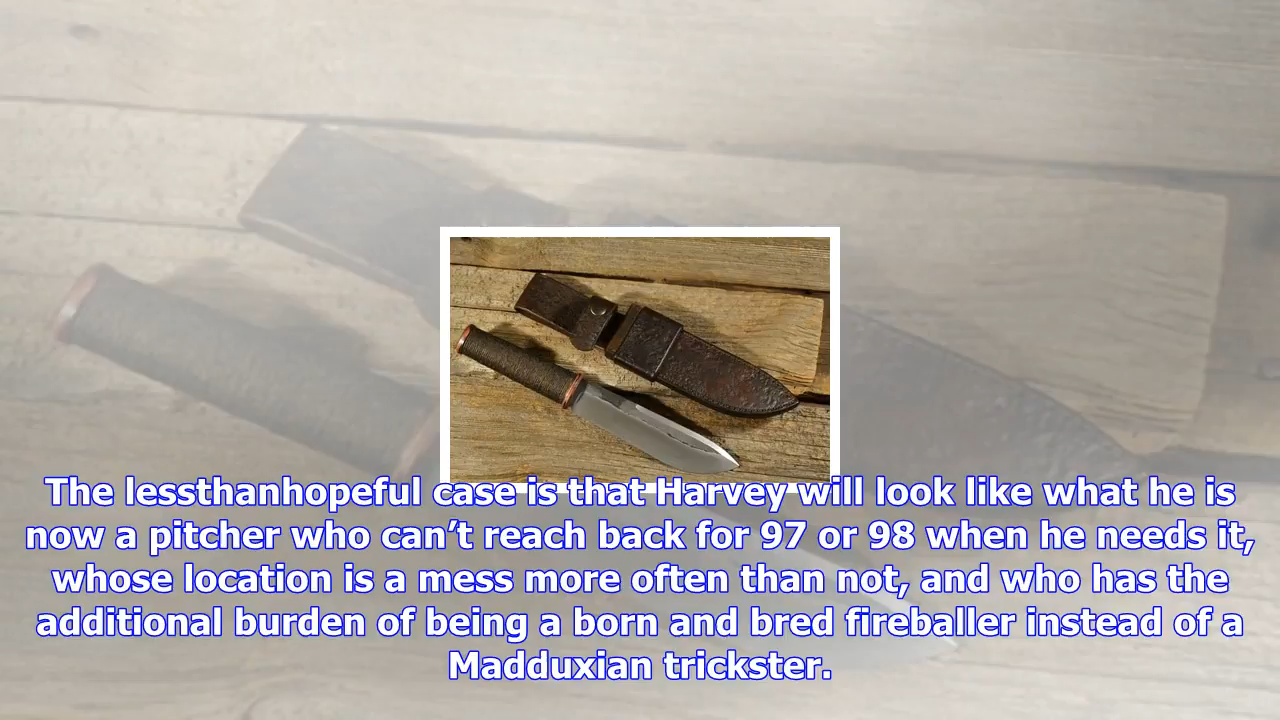 The lessthanhopeful case is that Harvey will look like what he is
now a pitcher who can’t reach back for 97 or 98 when he needs it,
whose location is a mess more often than not, and who has the
additional burden of being a born and bred fireballer instead of a
Madduxian trickster.